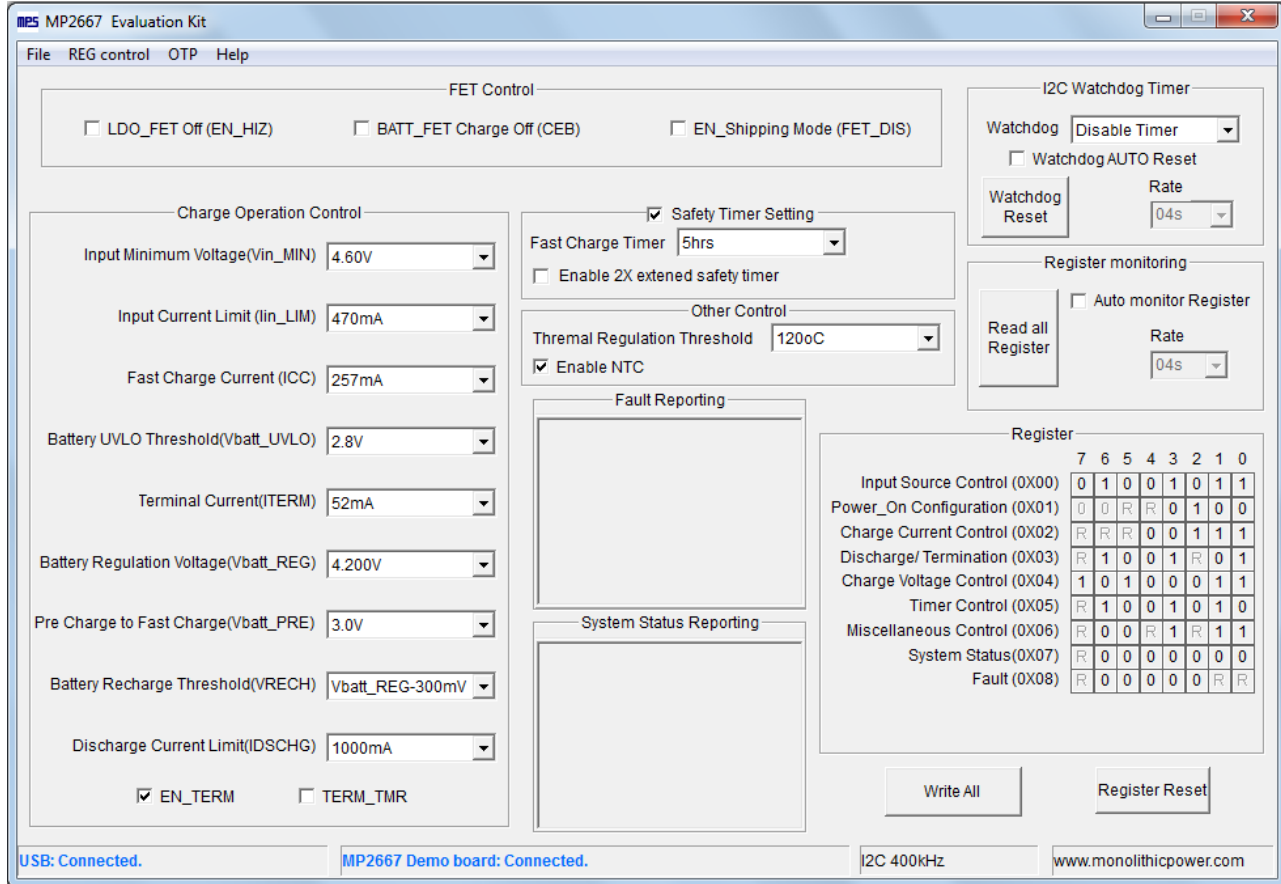 mps MP2667 Evaluation Kit
File REG control OTP Help
FET Control
LDO_FET Off (EN_HIZ) BATT_FET Charge Off (CEB) EN_Shipping Mode (FET_DIS)
I2C Watchdog Timer
Watchdog Disable Timer
Watchdog AUTO Reset
Watchdog
Reset
Rate
04s
Charge Operation Control
Input Minimum Voltage(Vin_MIN) 4.60V
Input Current Limit (Iin_LIM) 470mA
Fast Charge Current (ICC) 257mA
Battery UVLO Threshold(Vbatt_UVLO) 2.8V
Terminal Current(ITERM) 52mA
Battery Regulation Voltage(Vbatt_REG) 4.200V
Pre Charge to Fast Charge(Vbatt_PRE) 3.0V
Battery Recharge Threshold(VRECH) Vbatt_REG-300mV
Discharge Current Limit(IDSCHG) 1000mA
EN_TERM TERM_TMR
Safety Timer Setting
Fast Charge Timer 5hrs
Enable 2X extened safety timer
Other Control
Thremal Regulation Threshold 120oC
Enable NTC
Fault Reporting
System Status Reporting
Register monitoring
Read all
Register
Auto monitor Register
Rate
04s
Register
7 6 5 4 3 2 1 0
Input Source Control (0X00) 0 1 0 0 1 0 1 1
Power_On Configuration (0X01) 0 0 R R 0 1 0 0
Charge Current Control (0X02) R R R 0 0 1 1 1
Discharge/ Termination (0X03) R 1 0 0 1 R 0 1
Charge Voltage Control (0X04) 1 0 1 0 0 0 1 1
Timer Control (0X05) R 1 0 0 1 0 1 0
Miscellaneous Control (0X06) R 0 0 R 1 R 1 1
System Status(0X07) R 0 0 0 0 0 0 0
Fault (0X08) R 0 0 0 0 0 R R
Write All Register Reset
USB: Connected. MP2667 Demo board: Connected. I2C 400kHz www.monolithicpower.com